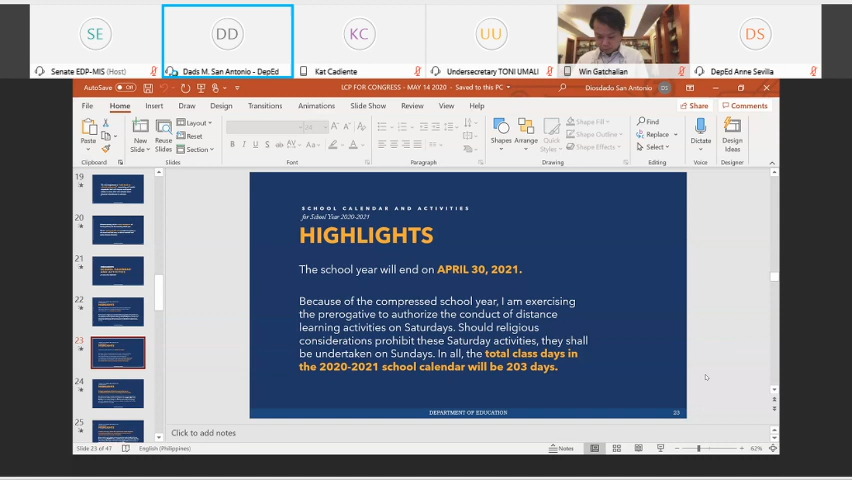 SE
DD
KC
UU
DS
Senate EDP-MIS (Host)
Dads M. San Antonio - DepEd
Kat Cadiente
Undersecretary TONI UMALI
Win Gatchalian
DepEd Anne Sevilla
AutoSave Off
LCP FOR CONGRESS - MAY 14 2020 - Saved to this PC
Diosdado San Antonio DS
File Home Insert Draw Design Transitions Animations Slide Show Review View Help Share Comments
Paste
New Slide
Reuse Slides
Layout
Reset
Section
Shapes
Arrange
Quick Styles
Shape Fill
Shape Outline
Shape Effects
Find
Replace
Select
Dictate
Design Ideas
Clipboard Slides Font Paragraph Drawing Editing Voice Designer
19
20
21
22
23
24
25
SCHOOL CALENDAR AND ACTIVITIES
for School Year 2020-2021
HIGHLIGHTS
The school year will end on APRIL 30, 2021.
Because of the compressed school year, I am exercising
the prerogative to authorize the conduct of distance
learning activities on Saturdays. Should religious
considerations prohibit these Saturday activities, they shall
be undertaken on Sundays. In all, the total class days in
the 2020-2021 school calendar will be 203 days.
DEPARTMENT OF EDUCATION 23
Click to add notes
Slide 23 of 47 English (Philippines) Notes 62%